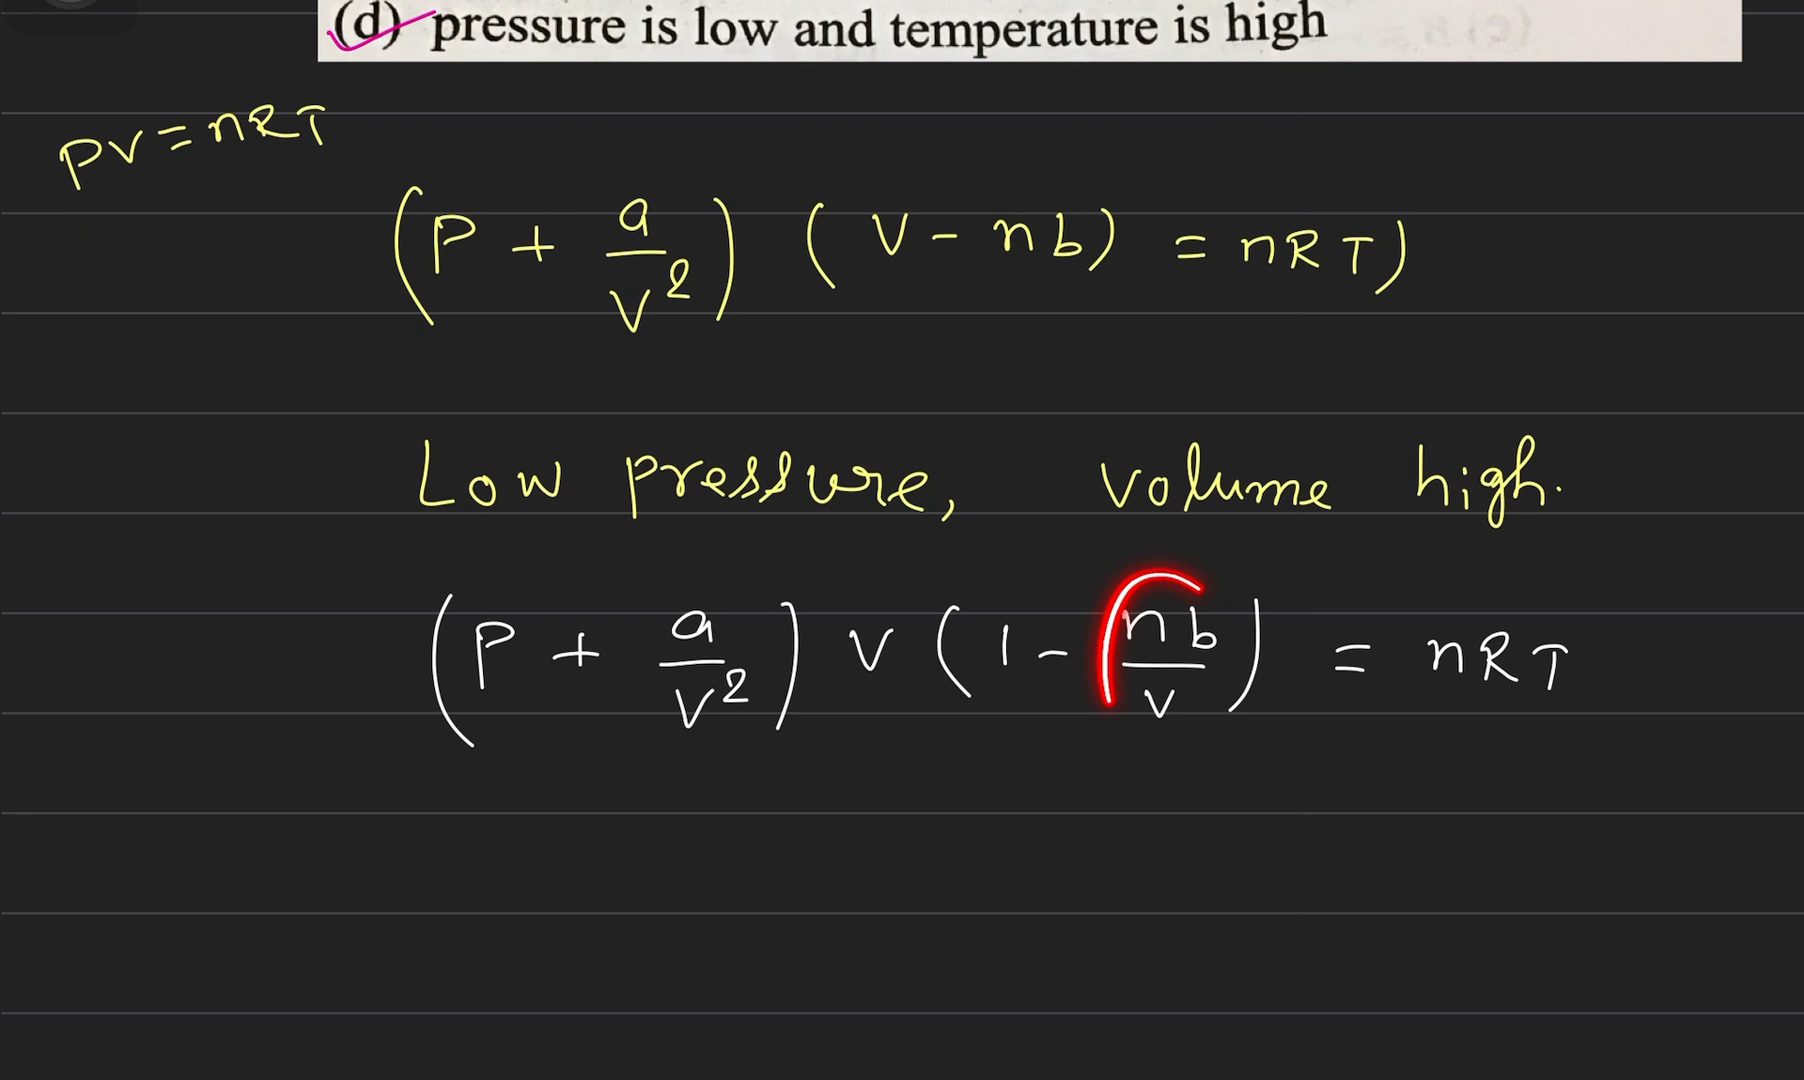 (d) pressure is low and temperature is high
PV = nRT
(P + a/V²) (V - nb) = nRT)
Low pressure, volume high.
(P + a/V²) V (1 - nb/V) = nRT